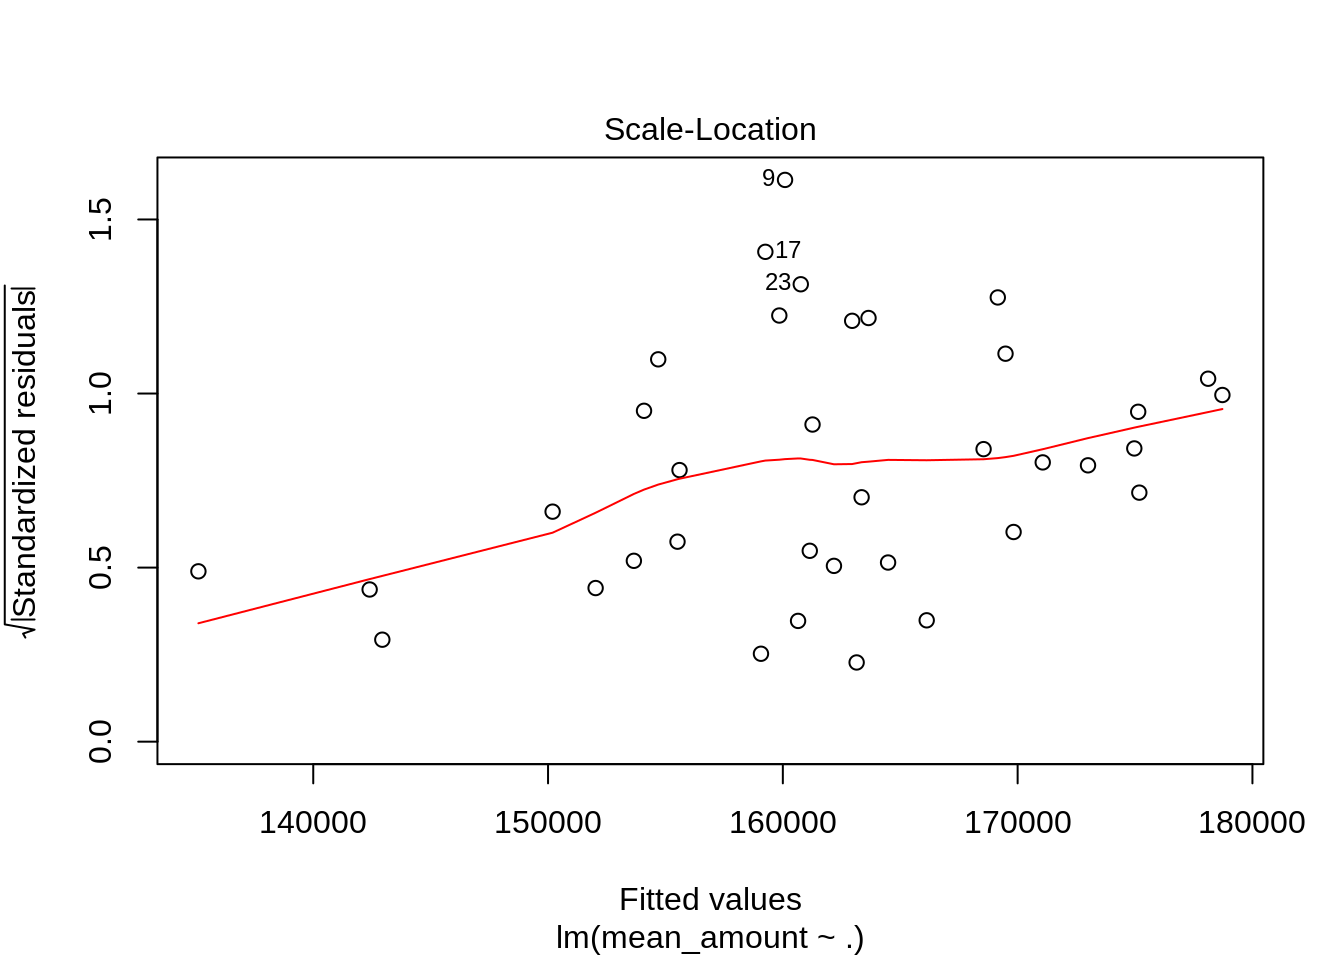 Scale-Location
√|Standardized residuals|
1.5
1.0
0.5
0.0
9
17
23
140000 150000 160000 170000 180000
Fitted values
lm(mean_amount ~ .)